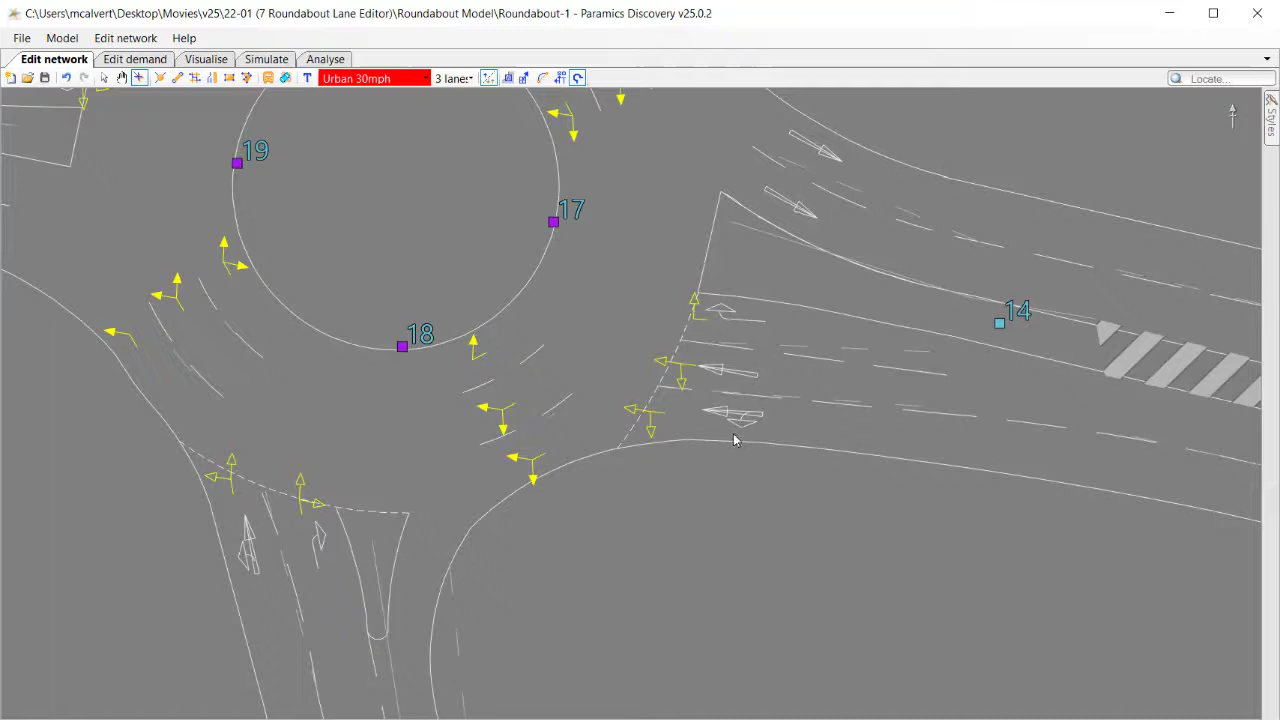 C:\Users\mcalvert\Desktop\Movies\v25\22-01 (7 Roundabout Lane Editor)\Roundabout Model\Roundabout-1 - Paramics Discovery v25.0.2
File Model Edit network Help
Edit network Edit demand Visualise Simulate Analyse
T Urban 30mph 3 lanes Locate...
Styles
19
17
14
18